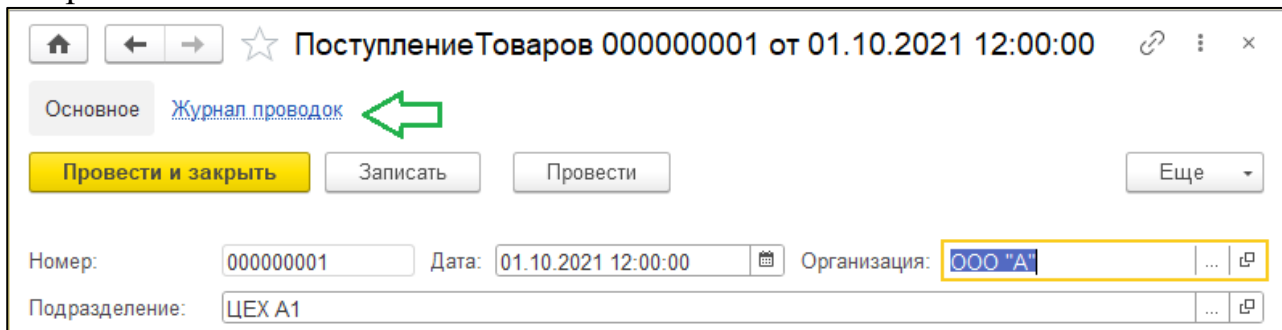 ПоступлениеТоваров 000000001 от 01.10.2021 12:00:00
Основное Журнал проводок
Провести и закрыть Записать Провести Еще
Номер: 000000001 Дата: 01.10.2021 12:00:00 Организация: ООО "А" ...
Подразделение: ЦЕХ А1 ...